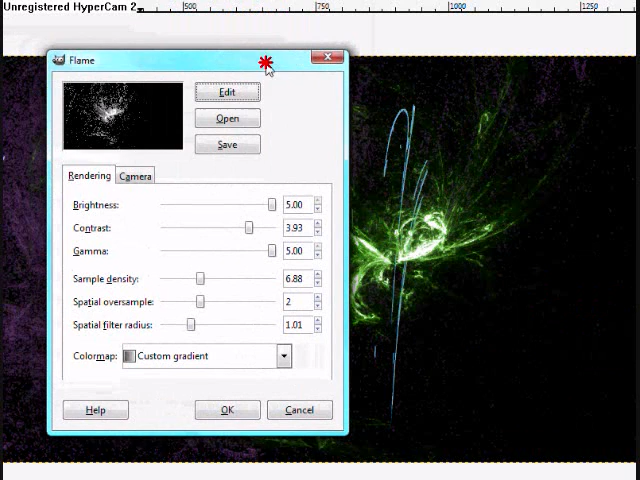 Unregistered HyperCam 2
500 750 1000 1250
Flame
Edit
Open
Save
Rendering Camera
Brightness: 5.00
Contrast: 3.93
Gamma: 5.00
Sample density: 6.88
Spatial oversample: 2
Spatial filter radius: 1.01
Colormap: Custom gradient
Help OK Cancel